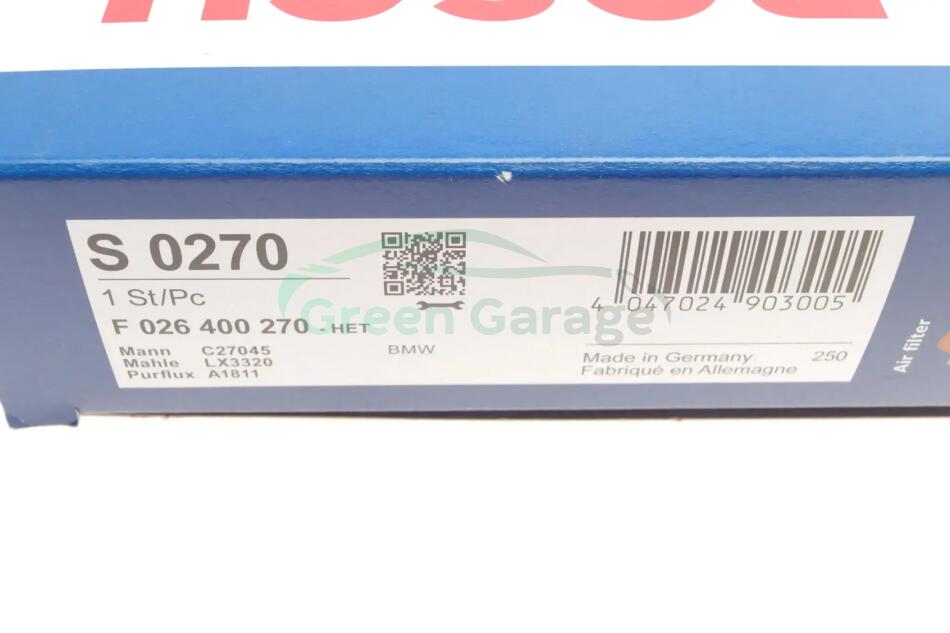 BOSCH
S 0270
1 St/Pc
F 026 400 270 - HET
Mann C27045
Mahle LX3320
Purflux A1811
BMW
4 047024 903005
Made in Germany 250
Fabriqué en Allemagne
Air filter
Green Garage